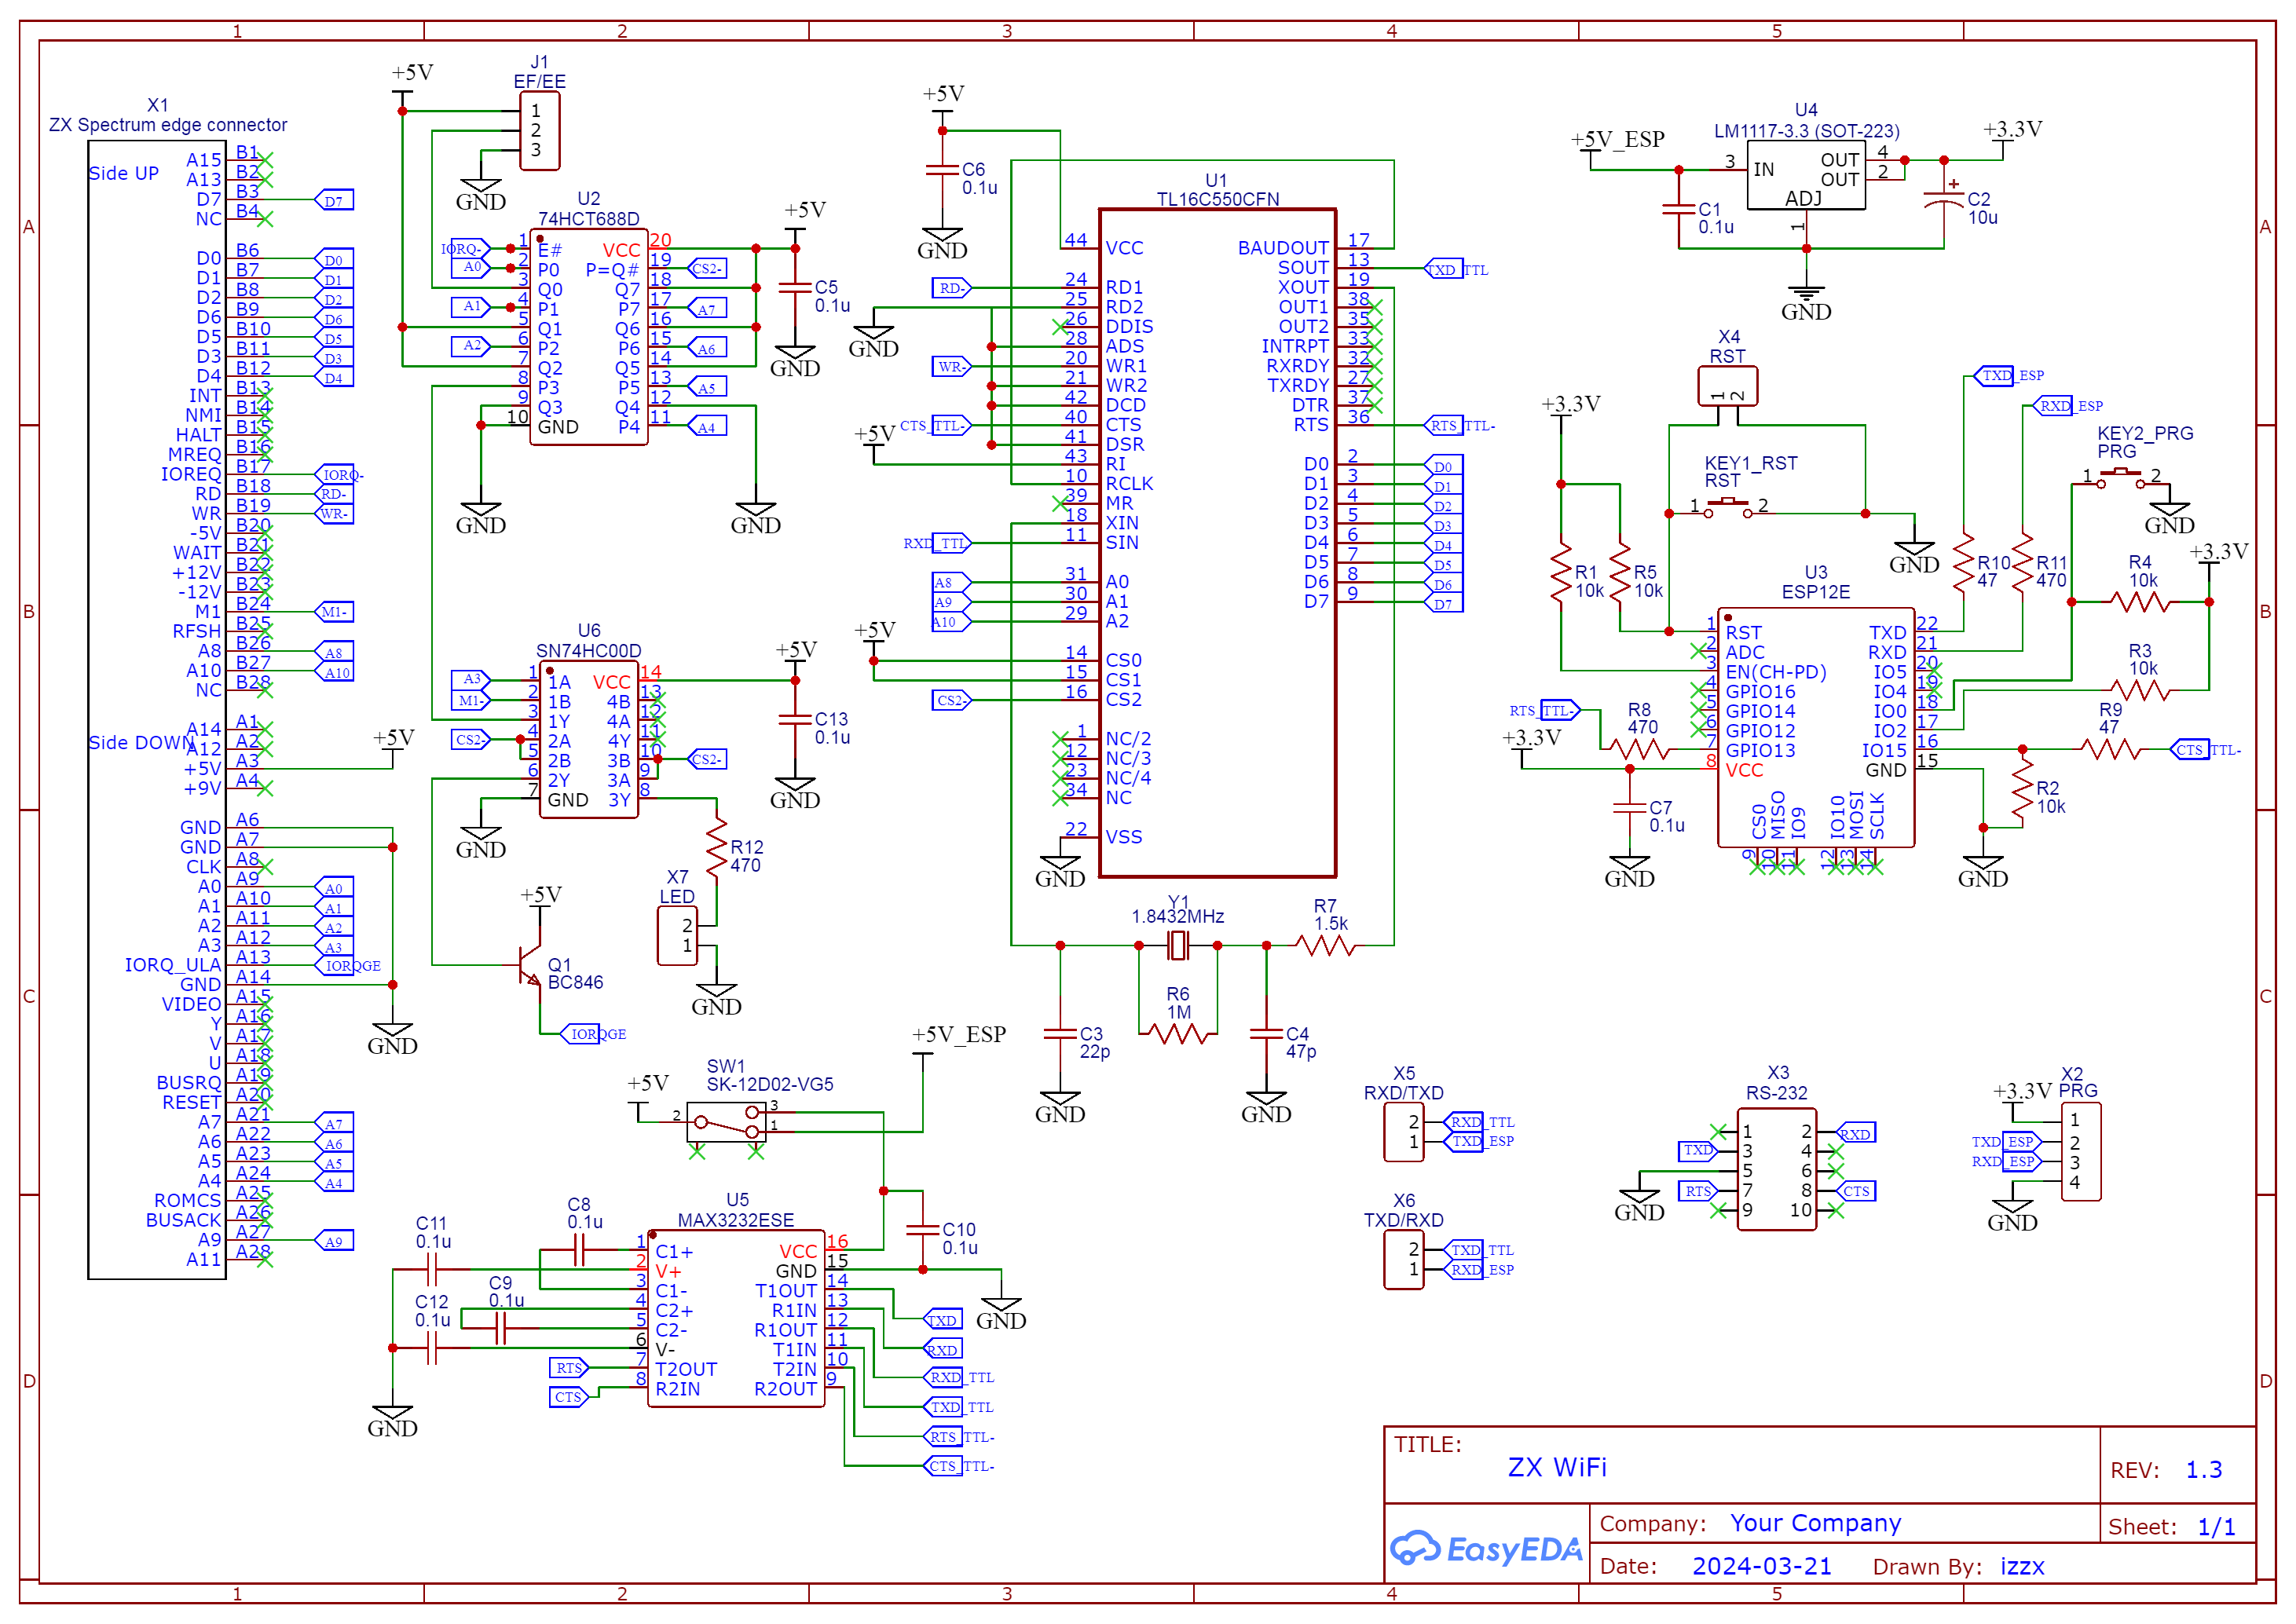 1 2 3 4 5
A B C D
X1
ZX Spectrum edge connector
Side UP
A15 B1
A13 B2
D7 B3 D7
NC B4
D0 B6 D0
D1 B7 D1
D2 B8 D2
D6 B9 D6
D5 B10 D5
D3 B11 D3
D4 B12 D4
INT B13
NMI B14
HALT B15
MREQ B16
IOREQ B17 IORQ-
RD B18 RD-
WR B19 WR-
-5V B20
WAIT B21
+12V B22
-12V B23
M1 B24 M1-
RFSH B25
A8 B26 A8
A10 B27 A10
NC B28
Side DOWN
A14 A1
A12 A2
+5V A3 +5V
+9V A4
GND A6
GND A7
CLK A8
A0 A9 A0
A1 A10 A1
A2 A11 A2
A3 A12 A3
IORQ_ULA A13 IORQGE
GND A14
VIDEO A15
Y A16
V A17
U A18
BUSRQ A19
RESET A20
A7 A21 A7
A6 A22 A6
A5 A23 A5
A4 A24 A4
ROMCS A25
BUSACK A26
A9 A27 A9
A11 A28
GND
+5V
J1
EF/EE
1
2
3
GND
U2
74HCT688D
IORQ- 1 E# VCC 20
A0 2 P0 P=Q# 19 CS2-
3 Q0 Q7 18
A1 4 P1 P7 17 A7
5 Q1 Q6 16
A2 6 P2 P6 15 A6
7 Q2 Q5 14
8 P3 P5 13 A5
9 Q3 Q4 12
10 GND P4 11 A4
+5V
C5
0.1u
GND
GND
GND
U6
SN74HC00D
A3 1 1A VCC 14
M1- 2 1B 4B 13
3 1Y 4A 12
CS2- 4 2A 4Y 11
5 2B 3B 10 CS2-
6 2Y 3A 9
7 GND 3Y 8
+5V
C13
0.1u
GND
GND
R12
470
X7
LED
2
1
GND
+5V
Q1
BC846
IORQGE
+5V
C6
0.1u
GND
U1
TL16C550CFN
44 VCC
RD- 24 RD1
25 RD2
26 DDIS
28 ADS
WR- 20 WR1
21 WR2
42 DCD
CTS_TTL- 40 CTS
41 DSR
43 RI
10 RCLK
39 MR
18 XIN
RXD_TTL 11 SIN
A8 31 A0
A9 30 A1
A10 29 A2
14 CS0
15 CS1
CS2- 16 CS2
1 NC/2
12 NC/3
23 NC/4
34 NC
22 VSS
GND
+5V
+5V
GND
BAUDOUT 17
SOUT 13 TXD_TTL
XOUT 19
OUT1 38
OUT2 35
INTRPT 33
RXRDY 32
TXRDY 27
DTR 37
RTS 36 RTS_TTL-
D0 2 D0
D1 3 D1
D2 4 D2
D3 5 D3
D4 6 D4
D5 7 D5
D6 8 D6
D7 9 D7
Y1
1.8432MHz
R7
1.5k
R6
1M
C3
22p
C4
47p
GND
GND
U4
LM1117-3.3 (SOT-223)
+5V_ESP
3 IN
OUT 4
OUT 2
ADJ
1
+3.3V
C1
0.1u
C2
10u
GND
X4
RST
1 2
KEY1_RST
RST
1 2
GND
+3.3V
R1
10k
R5
10k
TXD_ESP
RXD_ESP
R10
47
R11
470
KEY2_PRG
PRG
1 2
GND
+3.3V
R4
10k
R3
10k
R9
47
CTS_TTL-
R2
10k
U3
ESP12E
1 RST TXD 22
2 ADC RXD 21
3 EN(CH-PD) IO5 20
4 GPIO16 IO4 19
5 GPIO14 IO0 18
6 GPIO12 IO2 17
7 GPIO13 IO15 16
8 VCC GND 15
CS0 MISO IO9 IO10 MOSI SCLK
9 10 11 12 13 14
RTS_TTL-
R8
470
+3.3V
C7
0.1u
GND
GND
SW1
SK-12D02-VG5
+5V
2 3
1
+5V_ESP
U5
MAX3232ESE
1 C1+ VCC 16
2 V+ GND 15
3 C1- T1OUT 14
4 C2+ R1IN 13
5 C2- R1OUT 12
6 V- T1IN 11
RTS 7 T2OUT T2IN 10
CTS 8 R2IN R2OUT 9
C8
0.1u
C11
0.1u
C9
0.1u
C12
0.1u
GND
C10
0.1u
GND
TXD
RXD
RXD_TTL
TXD_TTL
RTS_TTL-
CTS_TTL-
X5
RXD/TXD
2 RXD_TTL
1 TXD_ESP
X6
TXD/RXD
2 TXD_TTL
1 RXD_ESP
X3
RS-232
1 2 RXD
TXD 3 4
5 6
RTS 7 8 CTS
9 10
GND
X2
PRG
+3.3V
1
TXD_ESP 2
RXD_ESP 3
4
GND
TITLE:
ZX WiFi
REV: 1.3
EasyEDA
Company: Your Company
Sheet: 1/1
Date: 2024-03-21 Drawn By: izzx
A B C D
1 2 3 4 5